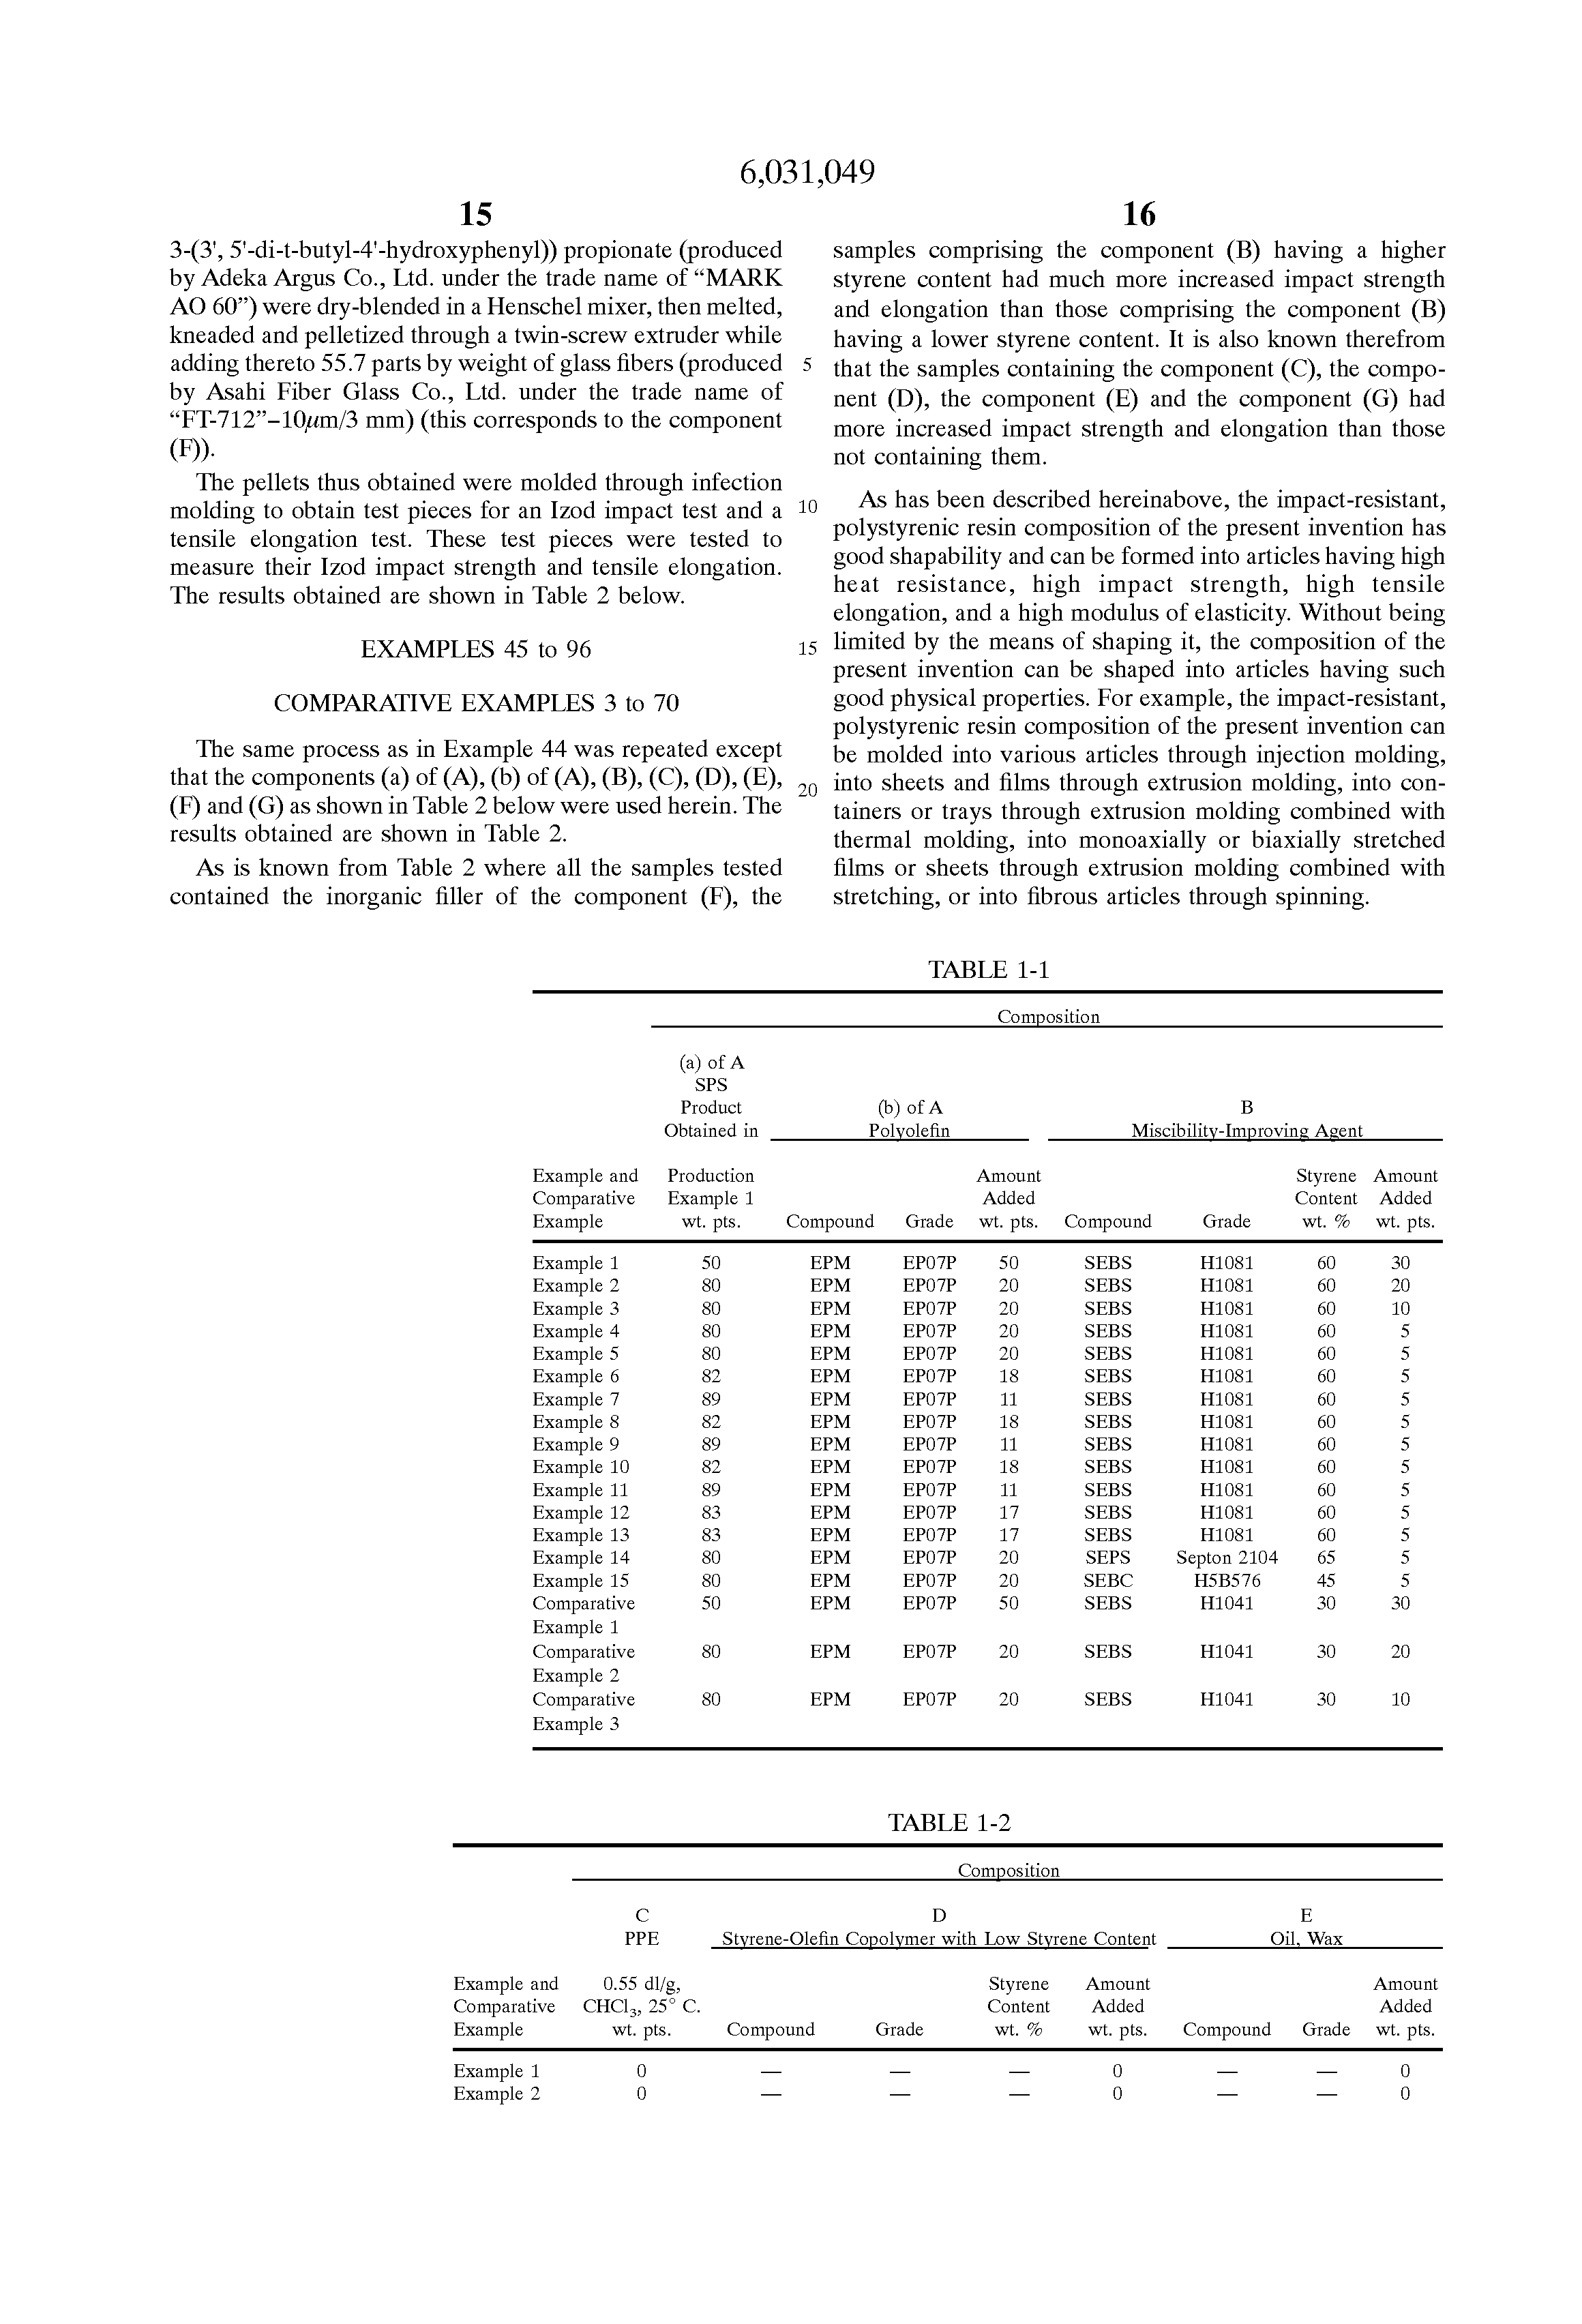 6,031,049
15
3-(3', 5'-di-t-butyl-4'-hydroxyphenyl)) propionate (produced
by Adeka Argus Co., Ltd. under the trade name of “MARK
AO 60”) were dry-blended in a Henschel mixer, then melted,
kneaded and pelletized through a twin-screw extruder while
adding thereto 55.7 parts by weight of glass fibers (produced
by Asahi Fiber Glass Co., Ltd. under the trade name of
“FT-712”–10μm/3 mm) (this corresponds to the component
(F)).
The pellets thus obtained were molded through infection
molding to obtain test pieces for an Izod impact test and a
tensile elongation test. These test pieces were tested to
measure their Izod impact strength and tensile elongation.
The results obtained are shown in Table 2 below.
EXAMPLES 45 to 96
COMPARATIVE EXAMPLES 3 to 70
The same process as in Example 44 was repeated except
that the components (a) of (A), (b) of (A), (B), (C), (D), (E),
(F) and (G) as shown in Table 2 below were used herein. The
results obtained are shown in Table 2.
As is known from Table 2 where all the samples tested
contained the inorganic filler of the component (F), the
5
10
15
20
16
samples comprising the component (B) having a higher
styrene content had much more increased impact strength
and elongation than those comprising the component (B)
having a lower styrene content. It is also known therefrom
that the samples containing the component (C), the compo-
nent (D), the component (E) and the component (G) had
more increased impact strength and elongation than those
not containing them.
As has been described hereinabove, the impact-resistant,
polystyrenic resin composition of the present invention has
good shapability and can be formed into articles having high
heat resistance, high impact strength, high tensile
elongation, and a high modulus of elasticity. Without being
limited by the means of shaping it, the composition of the
present invention can be shaped into articles having such
good physical properties. For example, the impact-resistant,
polystyrenic resin composition of the present invention can
be molded into various articles through injection molding,
into sheets and films through extrusion molding, into con-
tainers or trays through extrusion molding combined with
thermal molding, into monoaxially or biaxially stretched
films or sheets through extrusion molding combined with
stretching, or into fibrous articles through spinning.
TABLE 1-1
Composition
(a) of A
SPS
Product (b) of A B
Obtained in Polyolefin Miscibility-Improving Agent
Example and Production Amount Styrene Amount
Comparative Example 1 Added Content Added
Example wt. pts. Compound Grade wt. pts. Compound Grade wt. % wt. pts.
Example 1 50 EPM EP07P 50 SEBS H1081 60 30
Example 2 80 EPM EP07P 20 SEBS H1081 60 20
Example 3 80 EPM EP07P 20 SEBS H1081 60 10
Example 4 80 EPM EP07P 20 SEBS H1081 60 5
Example 5 80 EPM EP07P 20 SEBS H1081 60 5
Example 6 82 EPM EP07P 18 SEBS H1081 60 5
Example 7 89 EPM EP07P 11 SEBS H1081 60 5
Example 8 82 EPM EP07P 18 SEBS H1081 60 5
Example 9 89 EPM EP07P 11 SEBS H1081 60 5
Example 10 82 EPM EP07P 18 SEBS H1081 60 5
Example 11 89 EPM EP07P 11 SEBS H1081 60 5
Example 12 83 EPM EP07P 17 SEBS H1081 60 5
Example 13 83 EPM EP07P 17 SEBS H1081 60 5
Example 14 80 EPM EP07P 20 SEPS Septon 2104 65 5
Example 15 80 EPM EP07P 20 SEBC H5B576 45 5
Comparative 50 EPM EP07P 50 SEBS H1041 30 30
Example 1
Comparative 80 EPM EP07P 20 SEBS H1041 30 20
Example 2
Comparative 80 EPM EP07P 20 SEBS H1041 30 10
Example 3
TABLE 1-2
Composition
C D E
PPE Styrene-Olefin Copolymer with Low Styrene Content Oil, Wax
Example and 0.55 dl/g, Styrene Amount Amount
Comparative CHCl3, 25° C. Content Added Added
Example wt. pts. Compound Grade wt. % wt. pts. Compound Grade wt. pts.
Example 1 0 — — — 0 — — 0
Example 2 0 — — — 0 — — 0